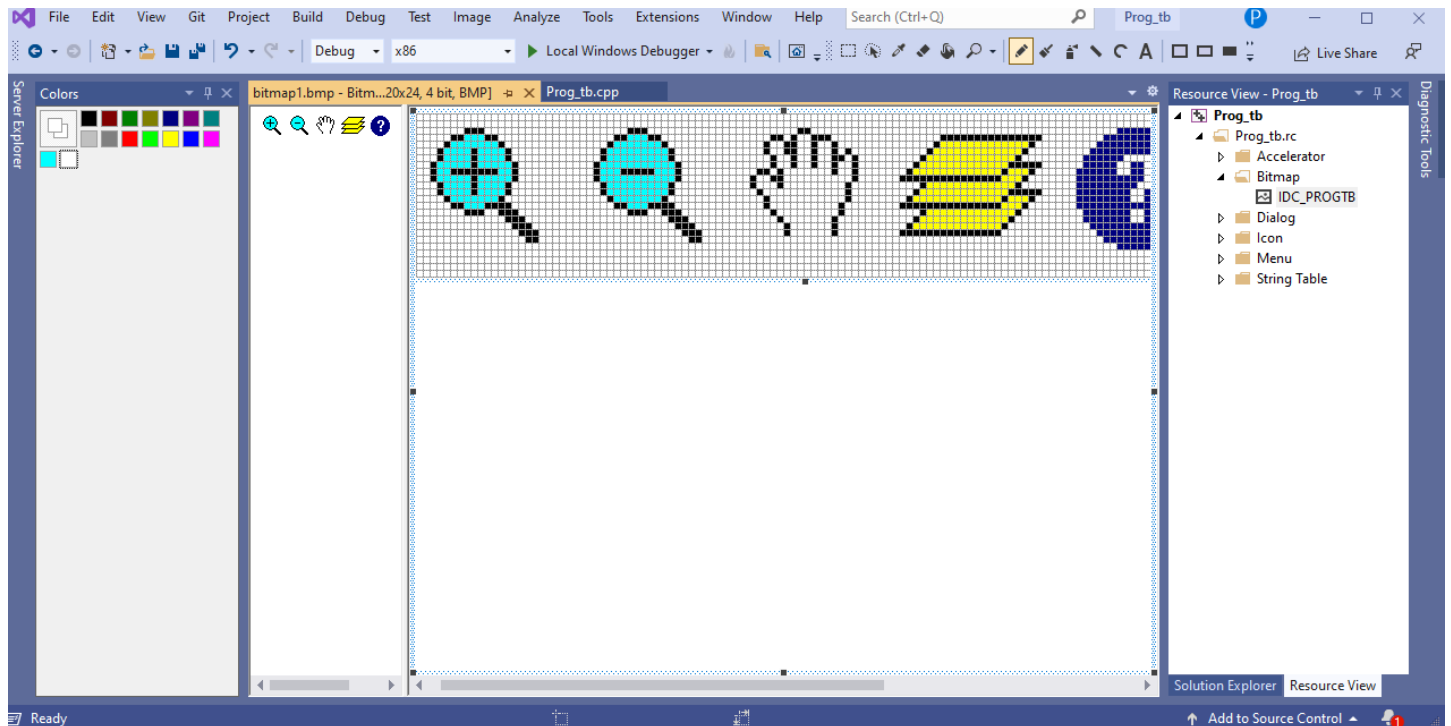 File Edit View Git Project Build Debug Test Image Analyze Tools Extensions Window Help Search (Ctrl+Q) Prog_tb P
Debug x86 Local Windows Debugger A Live Share
Server Explorer
Colors
bitmap1.bmp - Bitm...20x24, 4 bit, BMP] Prog_tb.cpp
Resource View - Prog_tb
Prog_tb
Prog_tb.rc
Accelerator
Bitmap
IDC_PROGTB
Dialog
Icon
Menu
String Table
Diagnostic Tools
Solution Explorer Resource View
Ready Add to Source Control 1